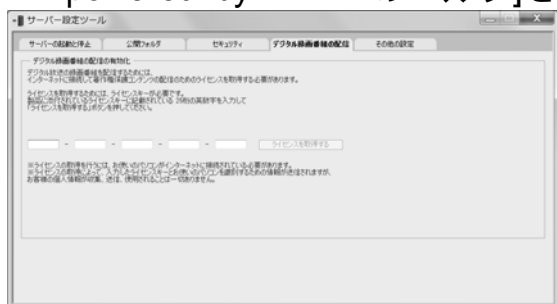 サーバー設定ツール
サーバーの起動と停止 公開フォルダ セキュリティ デジタル録画番組の配信 その他の設定
デジタル録画番組の配信の有効化
デジタル放送の録画番組を配信するためには、
インターネットに接続して著作権保護コンテンツの配信のためのライセンスを取得する必要があります。
ライセンスを取得するためには、ライセンスキーが必要です。
製品に添付されているライセンスキーに記載されている 25桁の英数字を入力して
「ライセンスを取得する」ボタンを押してください。
- - - - ライセンスを取得する
※ライセンスの取得を行うには、お使いのパソコンがインターネットに接続されている必要があります。
※ライセンスの取得によって、入力したライセンスキーとお使いのパソコンを識別するための情報が送信されますが、
お客様の個人情報が収集、送信、使用されることは一切ありません。